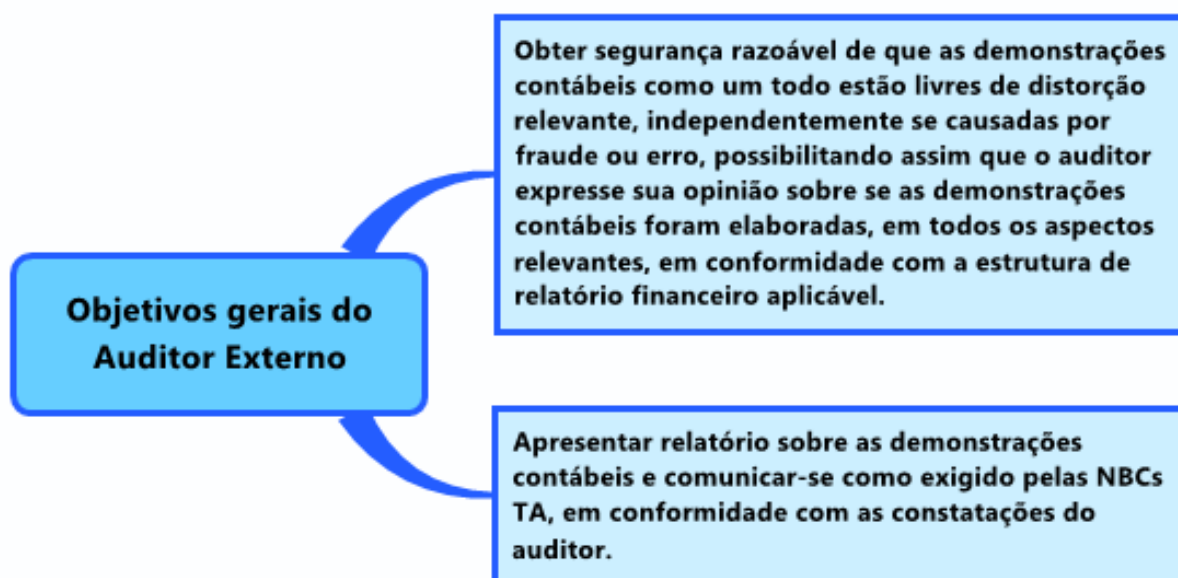 Obter segurança razoável de que as demonstrações
contábeis como um todo estão livres de distorção
relevante, independentemente se causadas por
fraude ou erro, possibilitando assim que o auditor
expresse sua opinião sobre se as demonstrações
contábeis foram elaboradas, em todos os aspectos
relevantes, em conformidade com a estrutura de
relatório financeiro aplicável.
Objetivos gerais do
Auditor Externo
Apresentar relatório sobre as demonstrações
contábeis e comunicar-se como exigido pelas NBCs
TA, em conformidade com as constatações do
auditor.